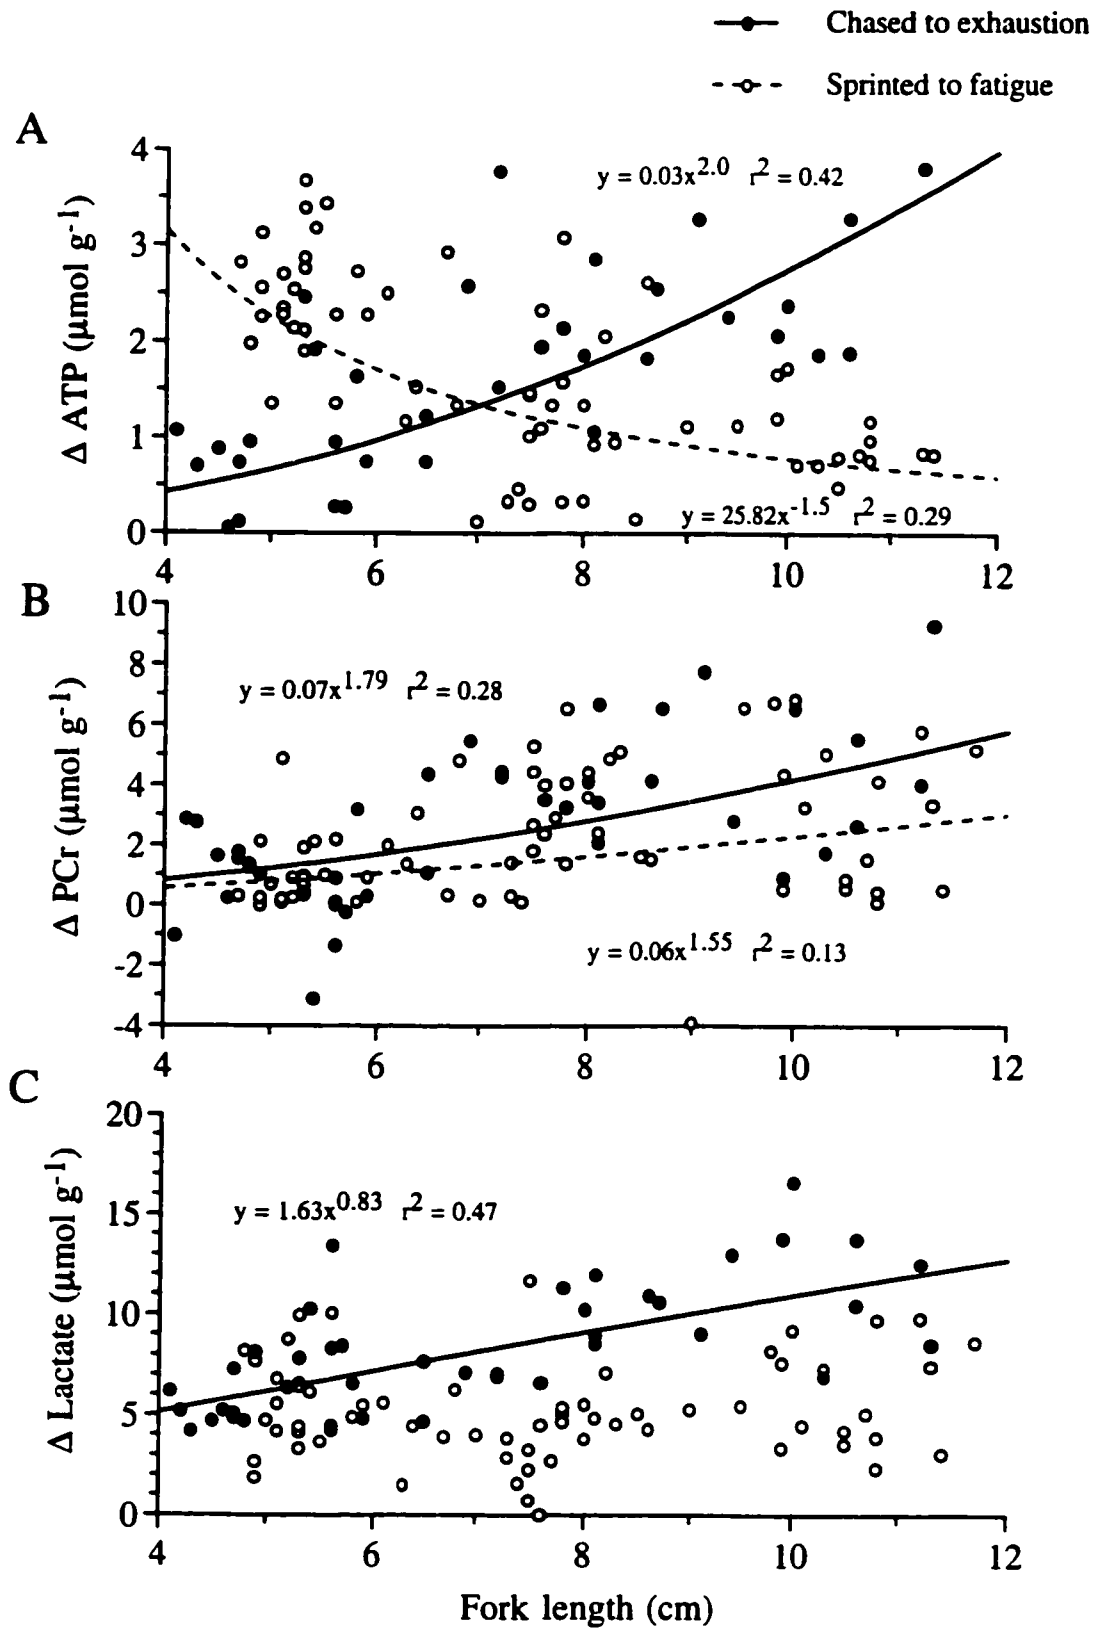 Chased to exhaustion
Sprinted to fatigue
A
Δ ATP (μmol g-1)
4
3
2
1
0
y = 0.03x2.0 r2 = 0.42
y = 25.82x-1.5 r2 = 0.29
4 6 8 10 12
B
Δ PCr (μmol g-1)
10
8
6
4
2
0
-2
-4
y = 0.07x1.79 r2 = 0.28
y = 0.06x1.55 r2 = 0.13
4 6 8 10 12
C
Δ Lactate (μmol g-1)
20
15
10
5
0
y = 1.63x0.83 r2 = 0.47
4 6 8 10 12
Fork length (cm)